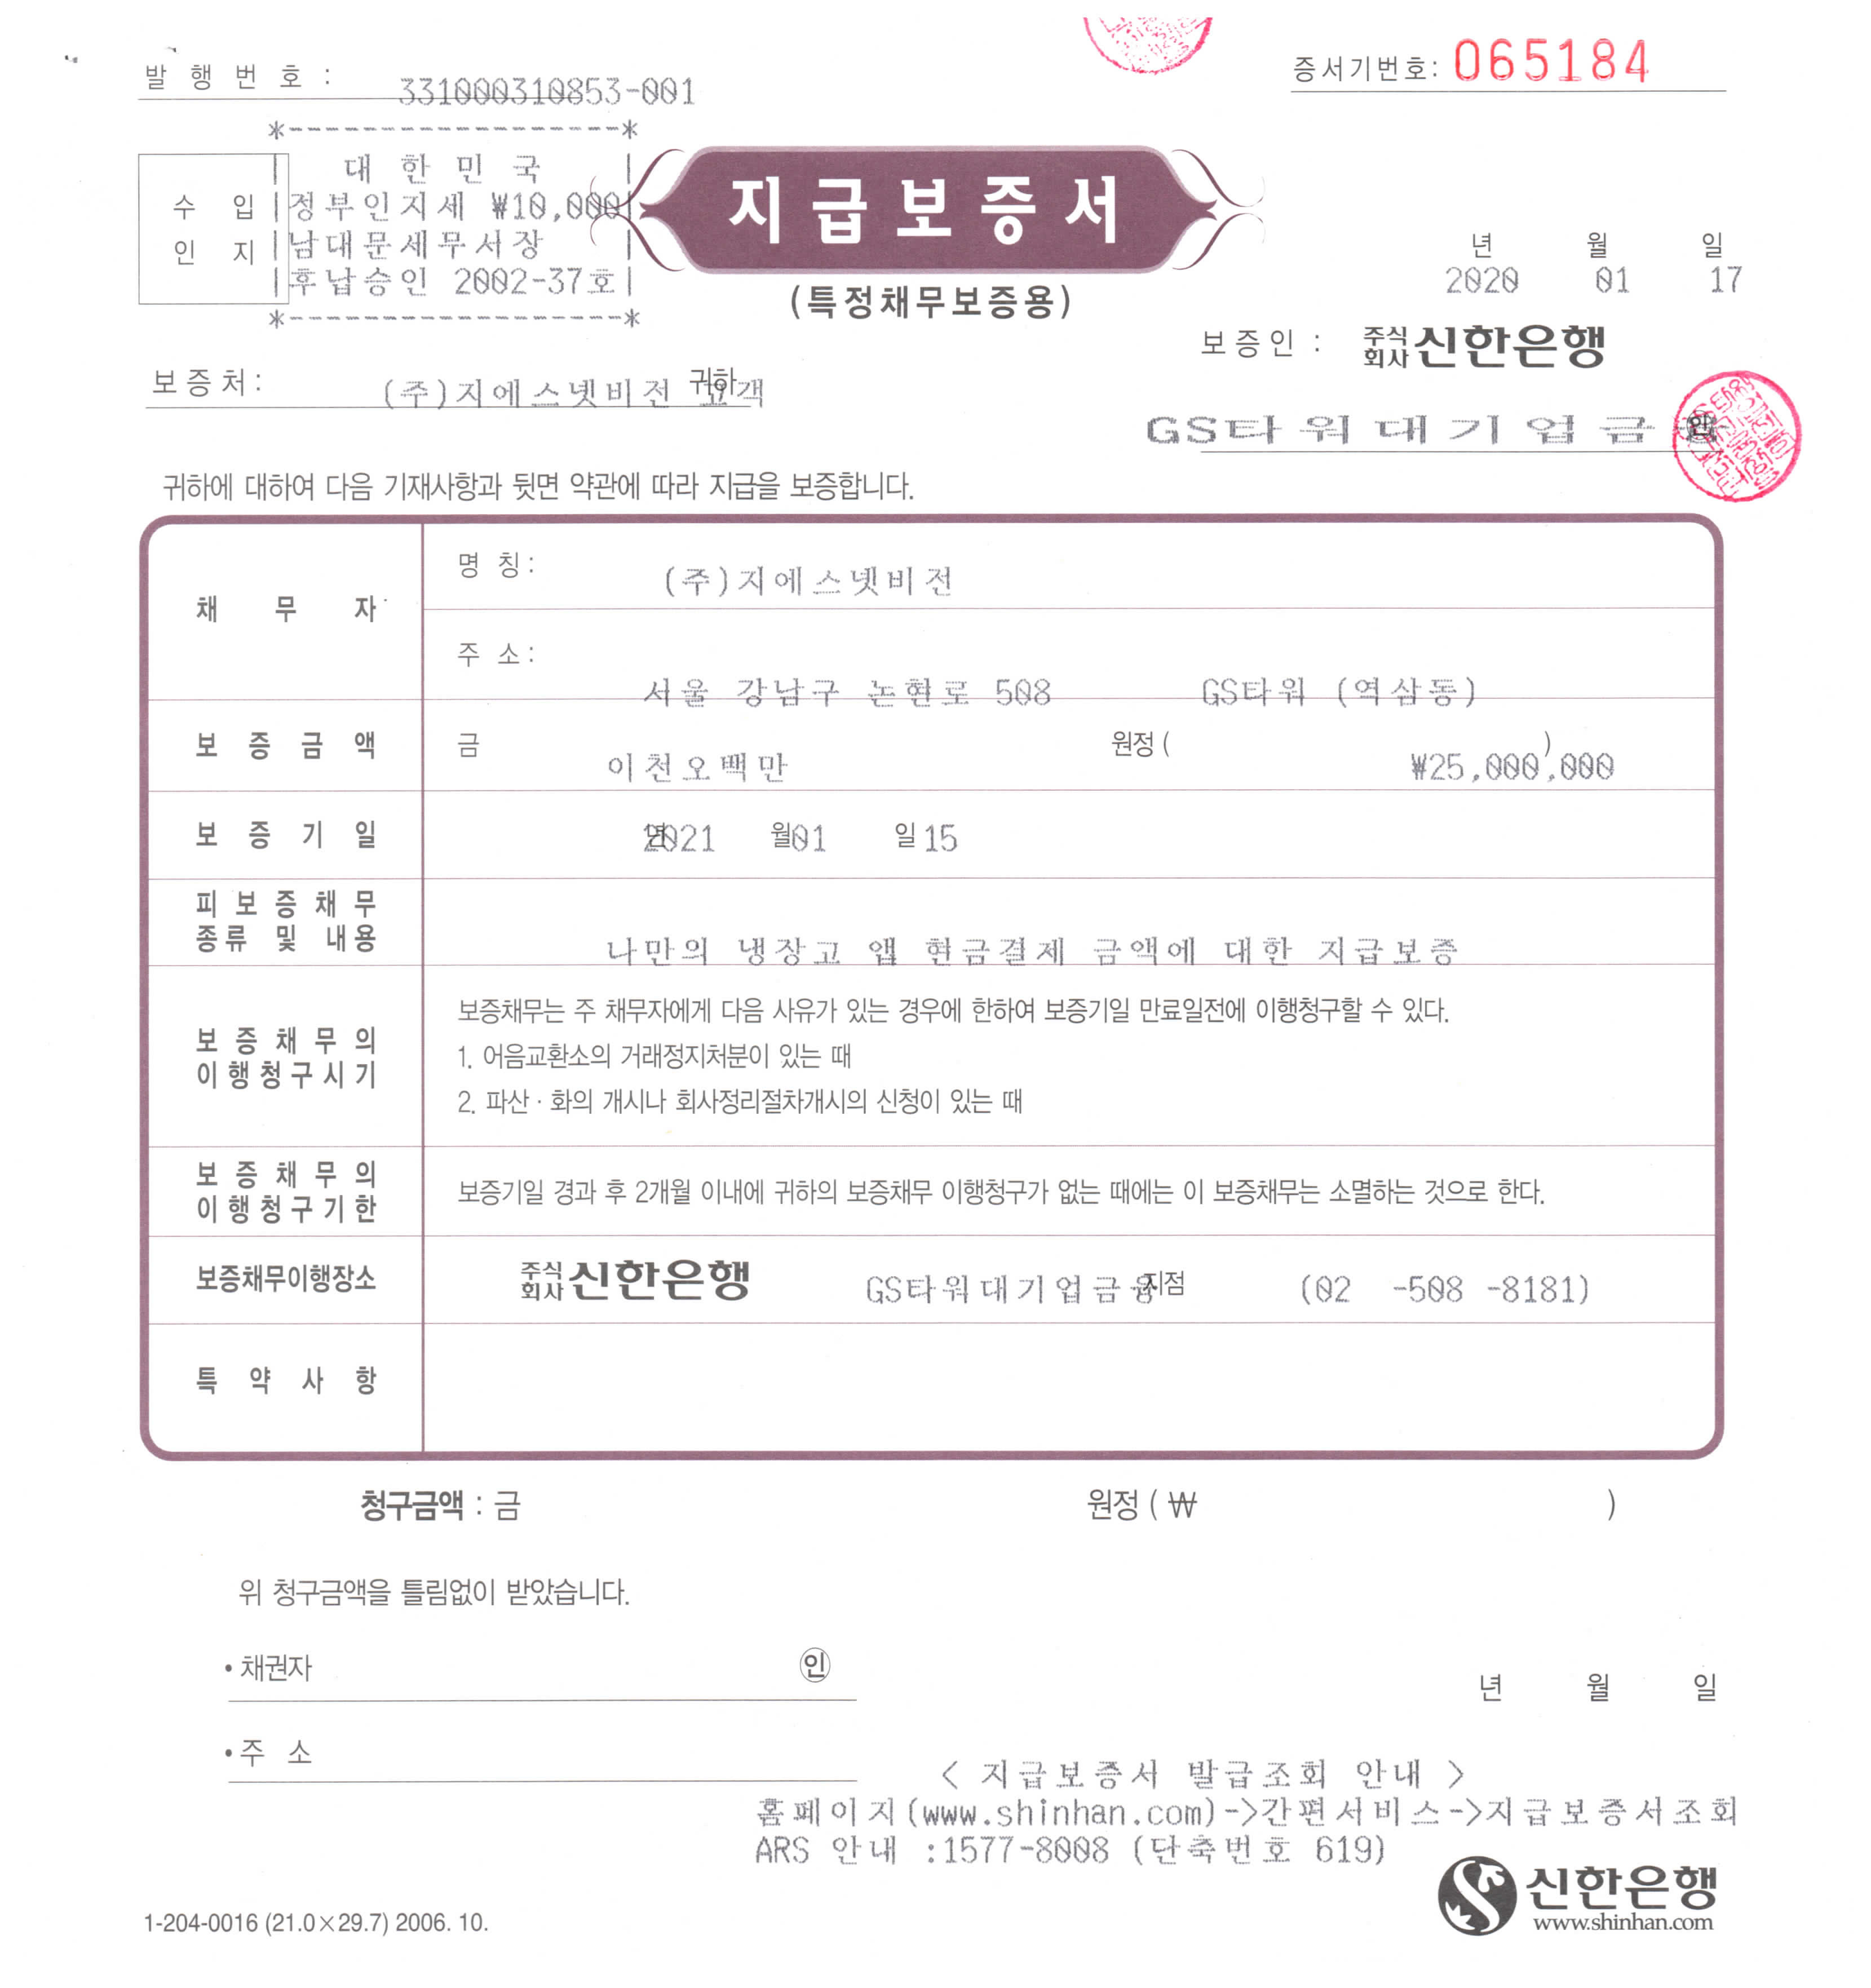 발 행 번 호 : 331000310853-001
증서기번호: 065184
*------------------*
대 한 민 국
수 입 정부인지세 ₩10,000
인 지 남대문세무서장
후납승인 2002-37호
*------------------*
지급보증서
(특정채무보증용)
년 월 일
2020 01 17
보증인 : 주식회사 신한은행
보증처: (주)지에스넷비전 고객 귀하
GS타워대기업금융 인
귀하에 대하여 다음 기재사항과 뒷면 약관에 따라 지급을 보증합니다.
채 무 자
명 칭: (주)지에스넷비전
주 소: 서울 강남구 논현로 508 GS타워 (역삼동)
보 증 금 액 금 이천오백만 원정 ( ₩25,000,000 )
보 증 기 일 2021 년 01 월 15 일
피 보 증 채 무
종류 및 내용 나만의 냉장고 앱 현금결제 금액에 대한 지급보증
보 증 채 무 의
이 행 청 구 시 기
보증채무는 주 채무자에게 다음 사유가 있는 경우에 한하여 보증기일 만료일전에 이행청구할 수 있다.
1. 어음교환소의 거래정지처분이 있는 때
2. 파산 · 화의 개시나 회사정리절차개시의 신청이 있는 때
보 증 채 무 의
이 행 청 구 기 한
보증기일 경과 후 2개월 이내에 귀하의 보증채무 이행청구가 없는 때에는 이 보증채무는 소멸하는 것으로 한다.
보증채무이행장소 주식회사 신한은행 GS타워대기업금융 지점 (02 -508 -8181)
특 약 사 항
청구금액 : 금 원정 ( ₩ )
위 청구금액을 틀림없이 받았습니다.
• 채권자 인
년 월 일
• 주 소
< 지급보증서 발급조회 안내 >
홈페이지(www.shinhan.com)->간편서비스->지급보증서조회
ARS 안내 :1577-8008 (단축번호 619)
신한은행
www.shinhan.com
1-204-0016 (21.0×29.7) 2006. 10.